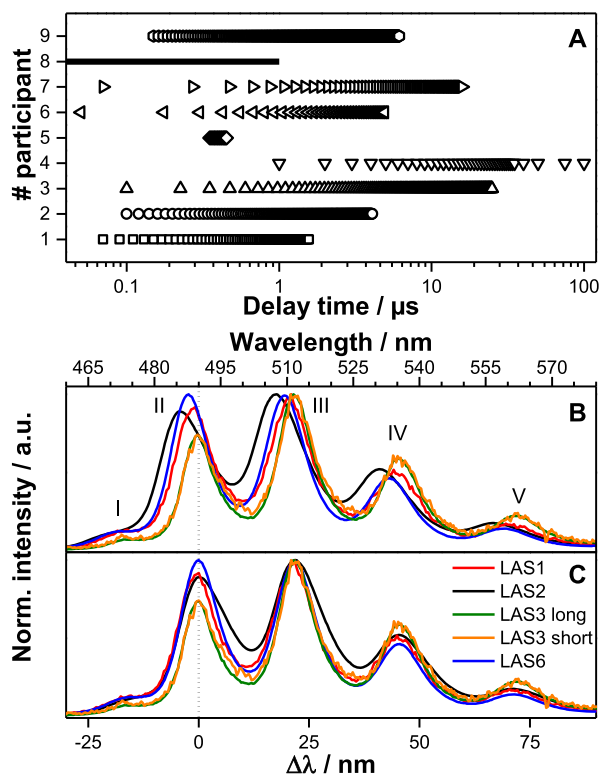 A
# participant
9
8
7
6
5
4
3
2
1
0.1 1 10 100
Delay time / µs
Wavelength / nm
465 480 495 510 525 540 555 570
B
I II III IV V
Norm. intensity / a.u.
C
LAS1
LAS2
LAS3 long
LAS3 short
LAS6
-25 0 25 50 75
Δλ / nm